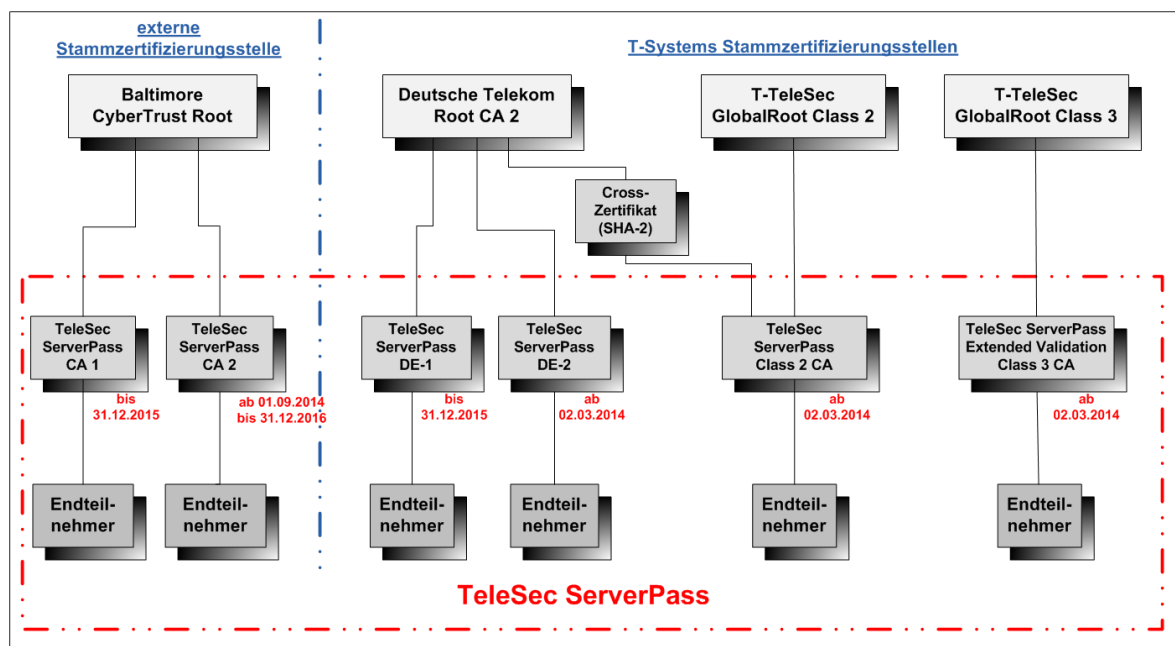 externe
Stammzertifizierungsstelle
T-Systems Stammzertifizierungsstellen
Baltimore
CyberTrust Root
Deutsche Telekom
Root CA 2
T-TeleSec
GlobalRoot Class 2
T-TeleSec
GlobalRoot Class 3
Cross-
Zertifikat
(SHA-2)
TeleSec
ServerPass
CA 1
bis
31.12.2015
TeleSec
ServerPass
CA 2
ab 01.09.2014
bis 31.12.2016
TeleSec
ServerPass
DE-1
bis
31.12.2015
TeleSec
ServerPass
DE-2
ab
02.03.2014
TeleSec
ServerPass
Class 2 CA
ab
02.03.2014
TeleSec ServerPass
Extended Validation
Class 3 CA
ab
02.03.2014
Endteil-
nehmer
Endteil-
nehmer
Endteil-
nehmer
Endteil-
nehmer
Endteil-
nehmer
Endteil-
nehmer
TeleSec ServerPass